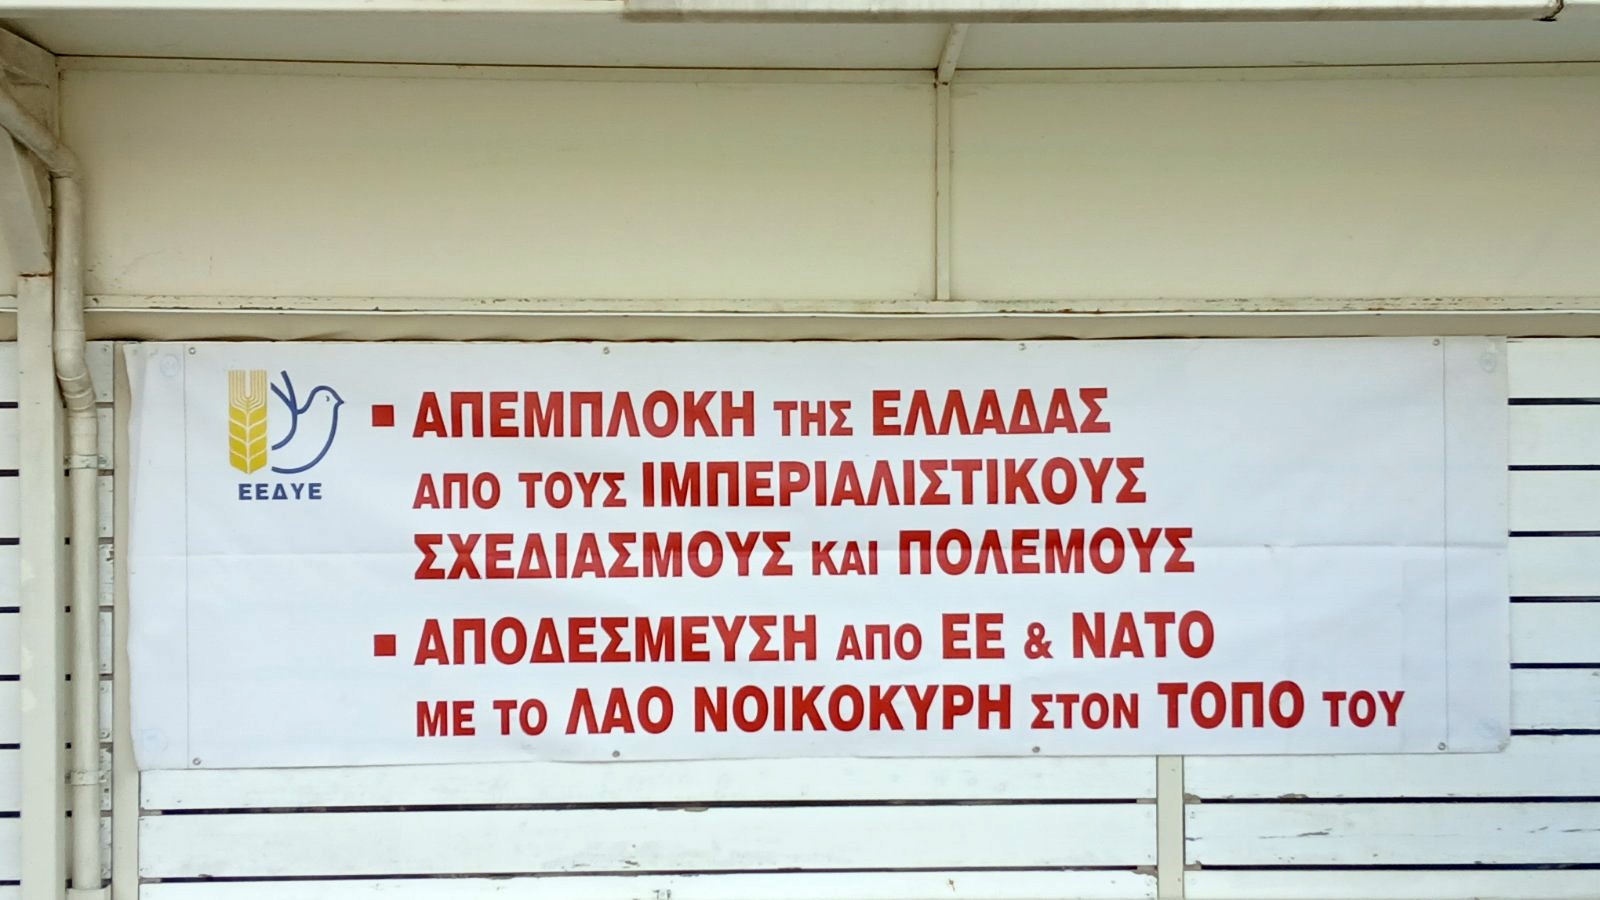 ΕΕΔΥΕ
▪ ΑΠΕΜΠΛΟΚΗ ΤΗΣ ΕΛΛΑΔΑΣ
ΑΠΟ ΤΟΥΣ ΙΜΠΕΡΙΑΛΙΣΤΙΚΟΥΣ
ΣΧΕΔΙΑΣΜΟΥΣ ΚΑΙ ΠΟΛΕΜΟΥΣ
▪ ΑΠΟΔΕΣΜΕΥΣΗ ΑΠΟ ΕΕ & ΝΑΤΟ
ΜΕ ΤΟ ΛΑΟ ΝΟΙΚΟΚΥΡΗ ΣΤΟΝ ΤΟΠΟ ΤΟΥ